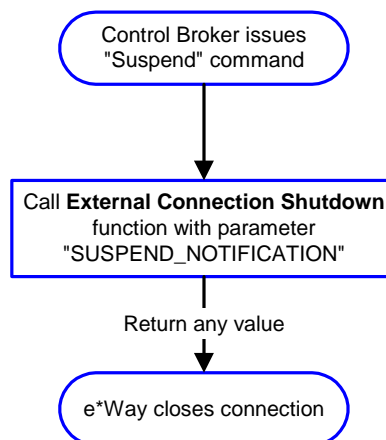 Control Broker issues
"Suspend" command
Call External Connection Shutdown
function with parameter
"SUSPEND_NOTIFICATION"
Return any value
e*Way closes connection